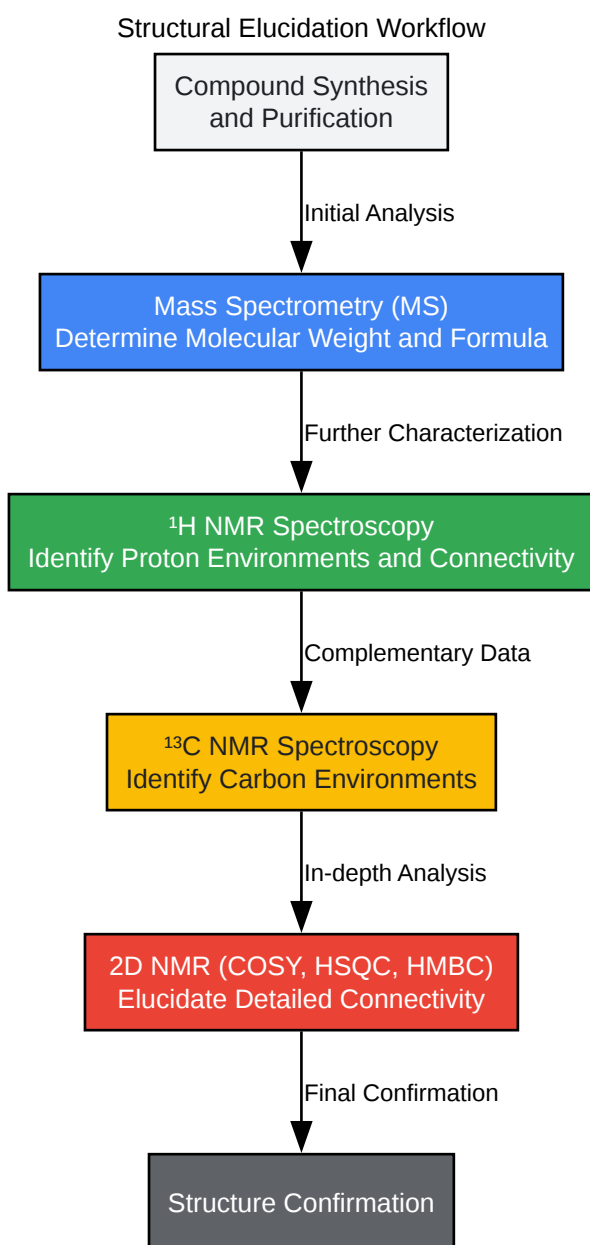 Structural Elucidation Workflow
Compound Synthesis
and Purification
Initial Analysis
Mass Spectrometry (MS)
Determine Molecular Weight and Formula
Further Characterization
¹H NMR Spectroscopy
Identify Proton Environments and Connectivity
Complementary Data
¹³C NMR Spectroscopy
Identify Carbon Environments
In-depth Analysis
2D NMR (COSY, HSQC, HMBC)
Elucidate Detailed Connectivity
Final Confirmation
Structure Confirmation